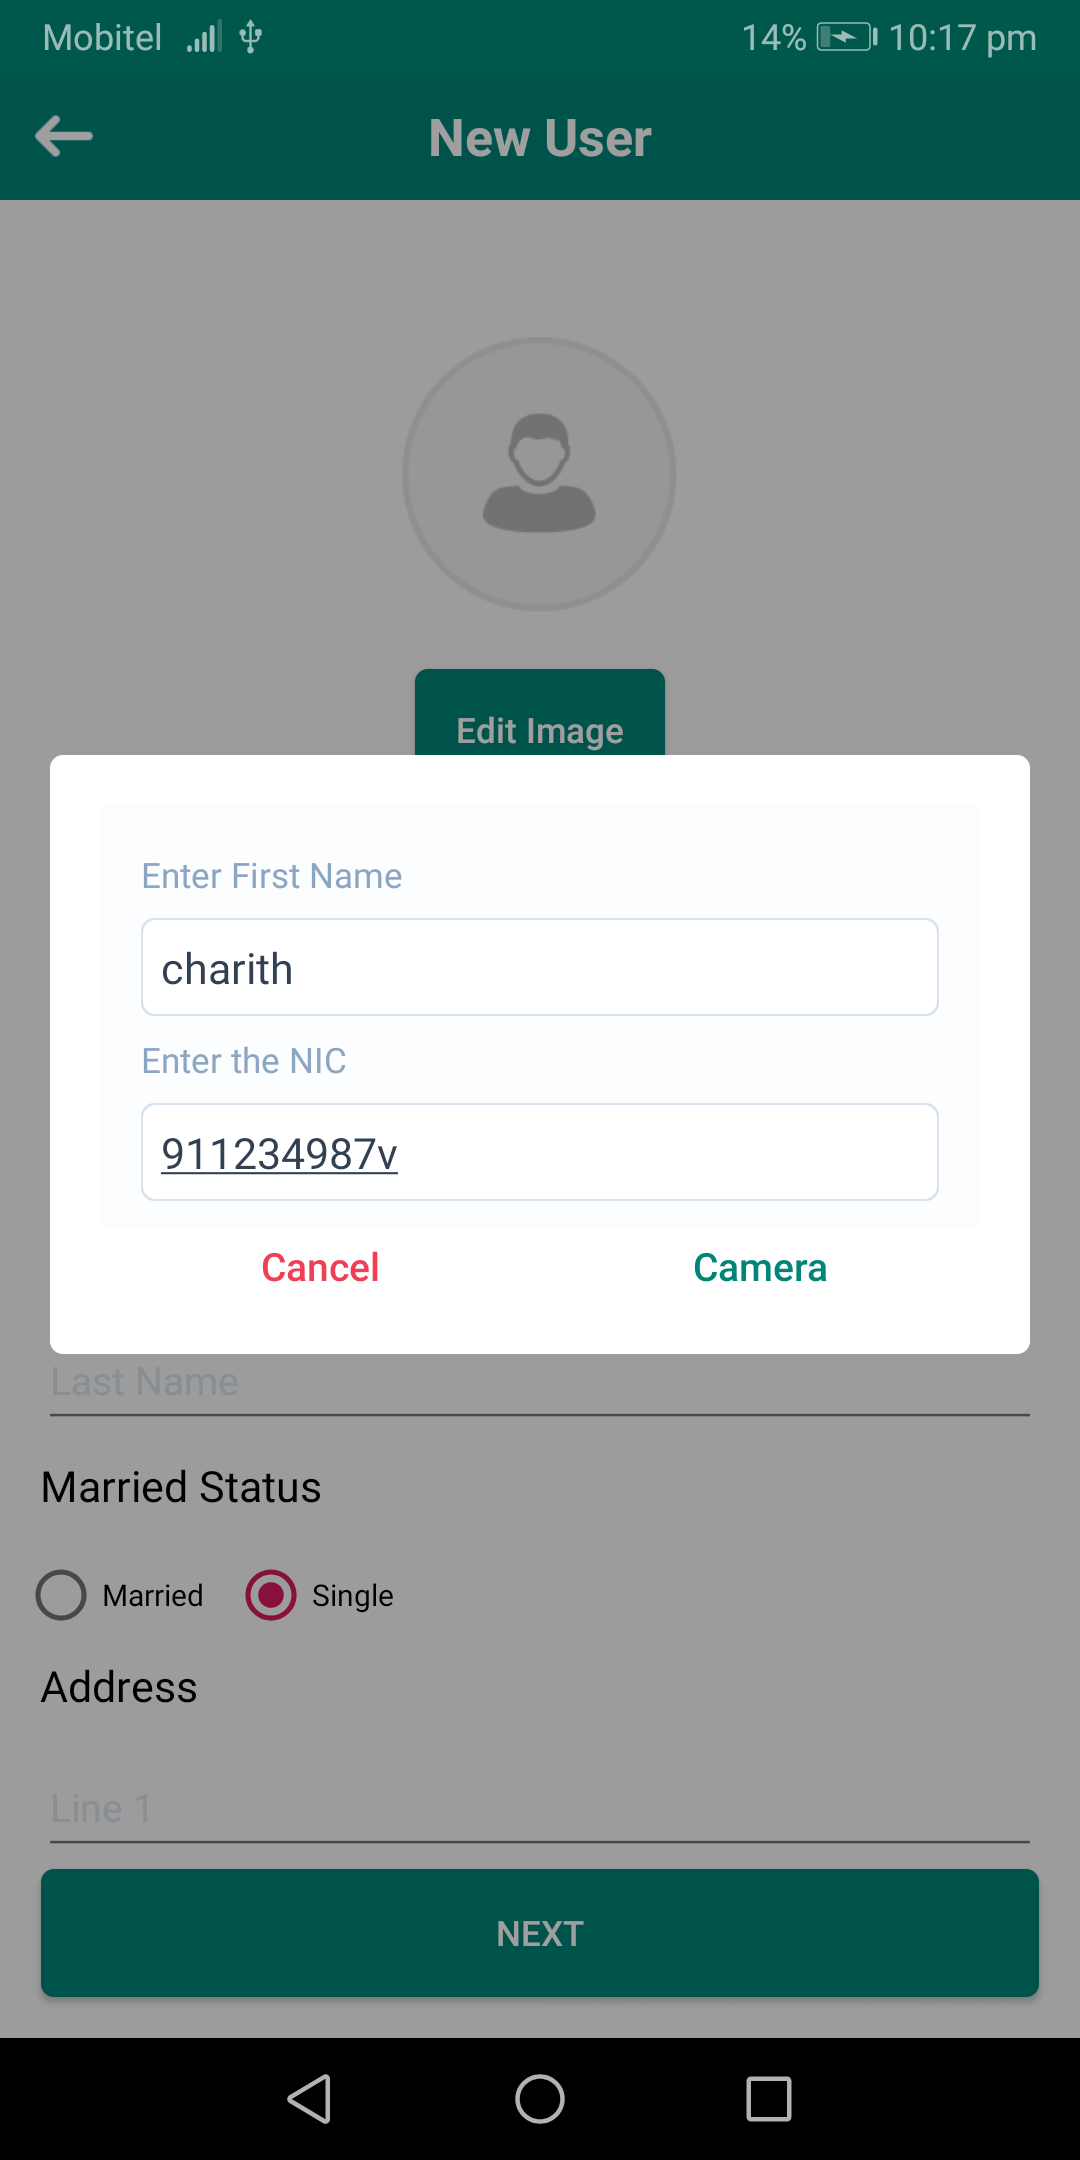 Mobitel 14% 10:17 pm
New User
Edit Image
Enter First Name
charith
Enter the NIC
911234987v
Cancel Camera
Last Name
Married Status
Married Single
Address
Line 1
NEXT